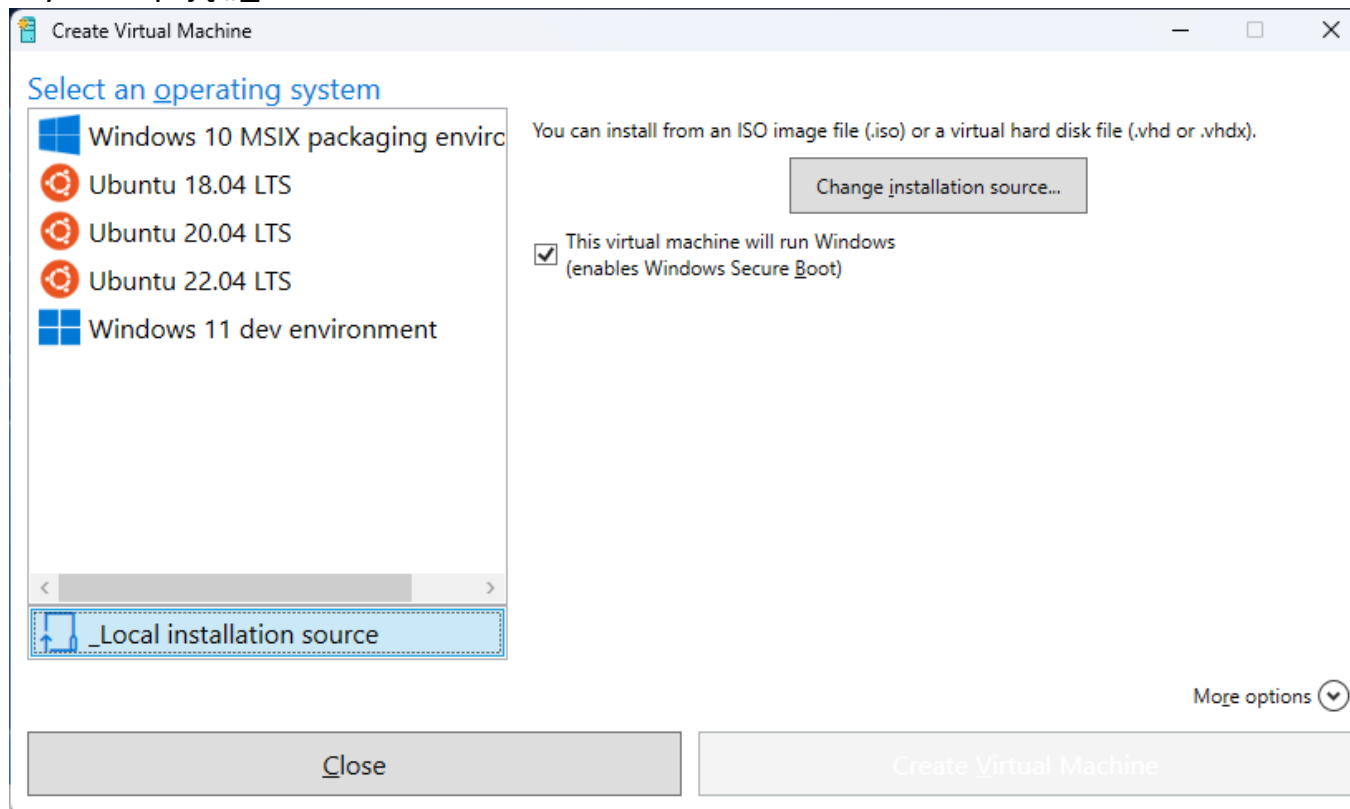 Create Virtual Machine
Select an operating system
Windows 10 MSIX packaging enviro
Ubuntu 18.04 LTS
Ubuntu 20.04 LTS
Ubuntu 22.04 LTS
Windows 11 dev environment
_Local installation source
You can install from an ISO image file (.iso) or a virtual hard disk file (.vhd or .vhdx).
Change installation source...
This virtual machine will run Windows
(enables Windows Secure Boot)
More options
Close
Create Virtual Machine